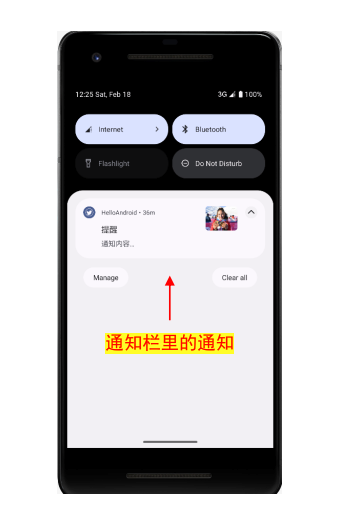 12:25 Sat, Feb 18
3G 100%
Internet
Bluetooth
Flashlight
Do Not Disturb
HelloAndroid • 36m
提醒
通知内容...
Manage
Clear all
通知栏里的通知